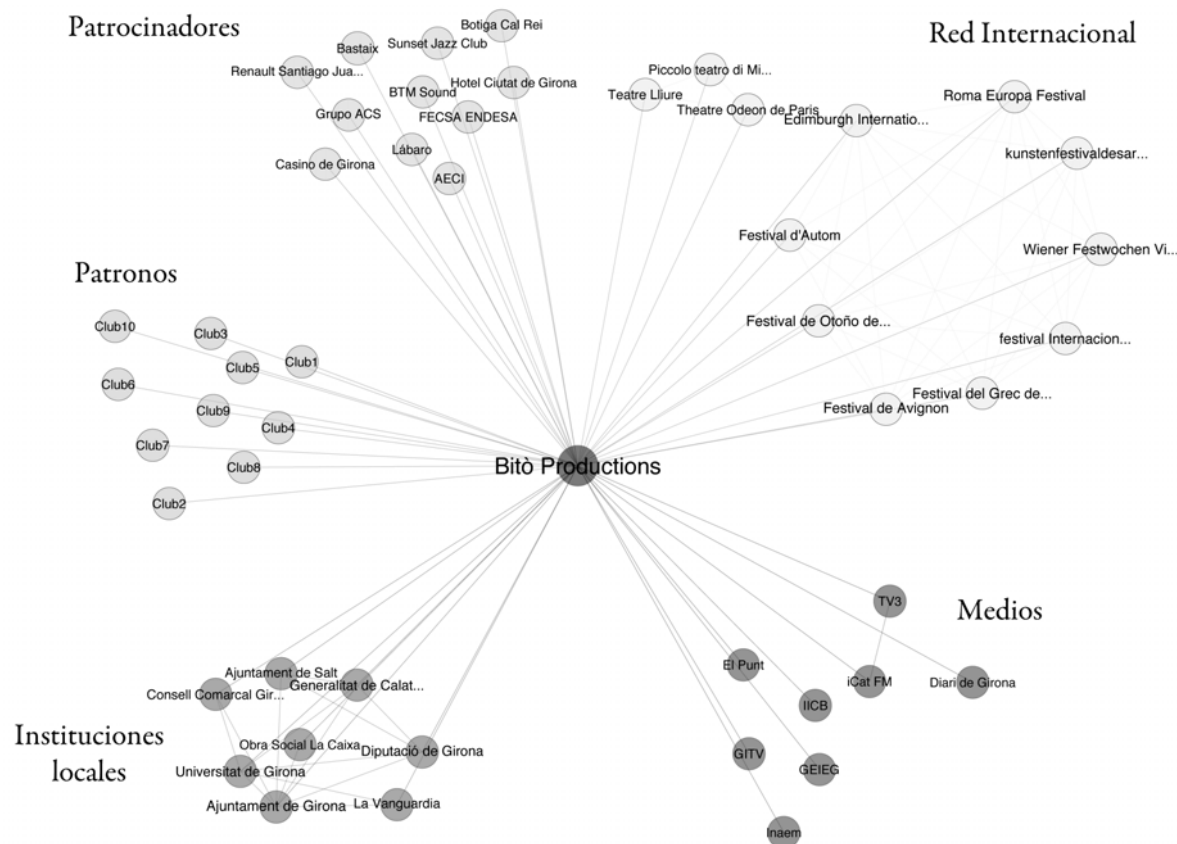 Patrocinadores
Botiga Cal Rei
Bastaix
Sunset Jazz Club
Renault Santiago Jua...
BTM Sound
Hotel Ciutat de Girona
Grupo ACS
FECSA ENDESA
Lábaro
Casino de Girona
AECI
Red Internacional
Piccolo teatro di Mi...
Teatre Lliure
Theatre Odeon de Paris
Edimburgh Internatio...
Roma Europa Festival
kunstenfestivaldesar...
Festival d'Autom
Wiener Festwochen Vi...
Festival de Otoño de...
festival Internacion...
Festival del Grec de...
Festival de Avignon
Patronos
Club10
Club3
Club1
Club5
Club6
Club9
Club4
Club7
Club8
Club2
Bitò Productions
Medios
TV3
El Punt
iCat FM
Diari de Girona
IICB
GITV
GEIEG
Inaem
Instituciones
locales
Ajuntament de Salt
Generalitat de Calat...
Consell Comarcal Gir...
Obra Social La Caixa
Diputació de Girona
Universitat de Girona
Ajuntament de Girona
La Vanguardia